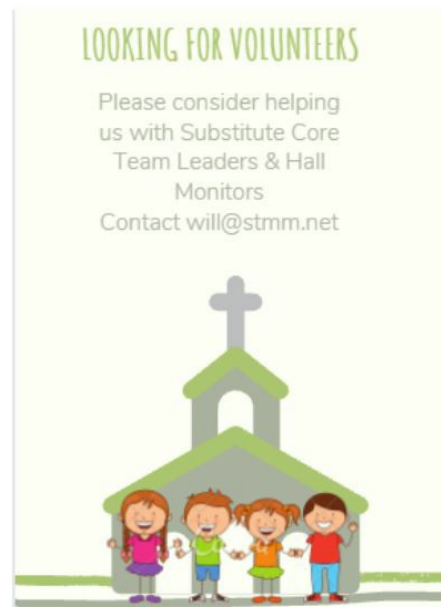 LOOKING FOR VOLUNTEERS
Please consider helping
us with Substitute Core
Team Leaders & Hall
Monitors
Contact will@stmm.net